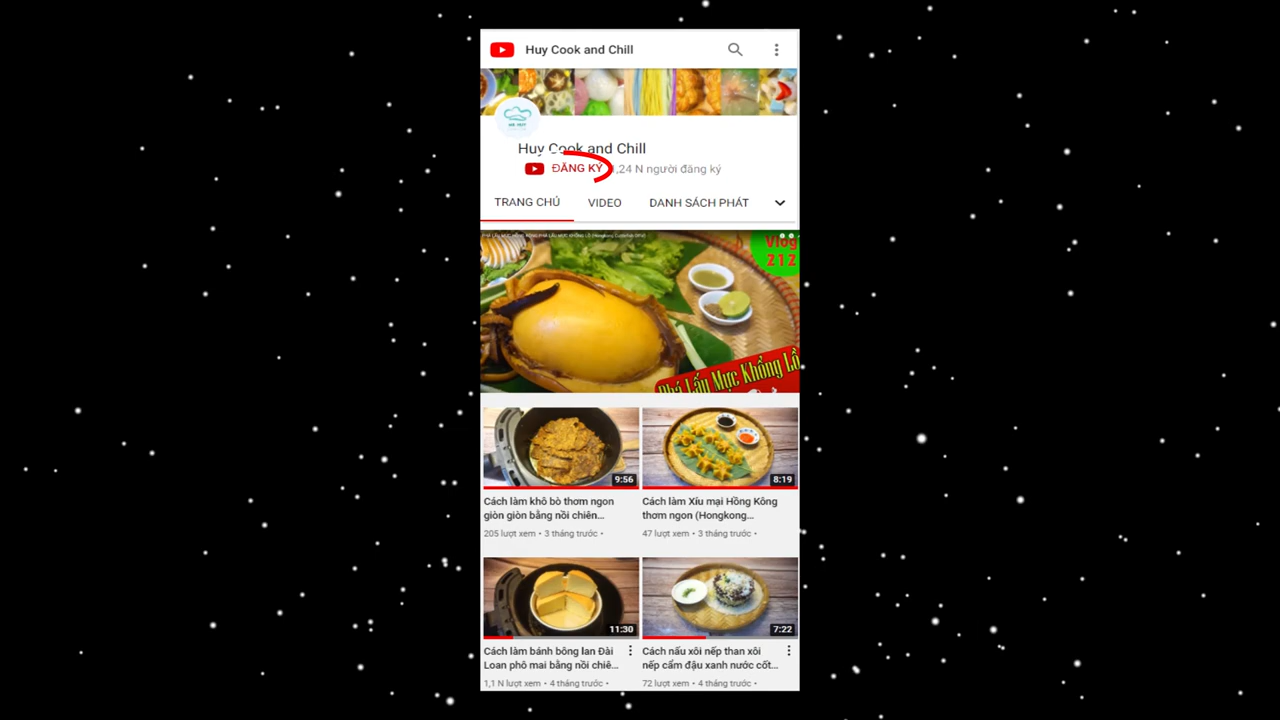 Huy Cook and Chill
Huy Cook and Chill
ĐĂNG KÝ
,24 N người đăng ký
TRANG CHỦ
VIDEO
DANH SÁCH PHÁT
Vlog
212
Phá Lấu Mực Khổng Lồ
9:56
8:19
Cách làm khô bò thơm ngon
giòn giòn bằng nồi chiên...
205 lượt xem • 3 tháng trước •
Cách làm Xíu mại Hồng Kông
thơm ngon (Hongkong...
47 lượt xem • 3 tháng trước •
11:30
7:22
Cách làm bánh bông lan Đài
Loan phô mai bằng nồi chiê...
1,1 N lượt xem • 4 tháng trước •
Cách nấu xôi nếp than xôi
nếp cẩm đậu xanh nước cốt...
72 lượt xem • 4 tháng trước •